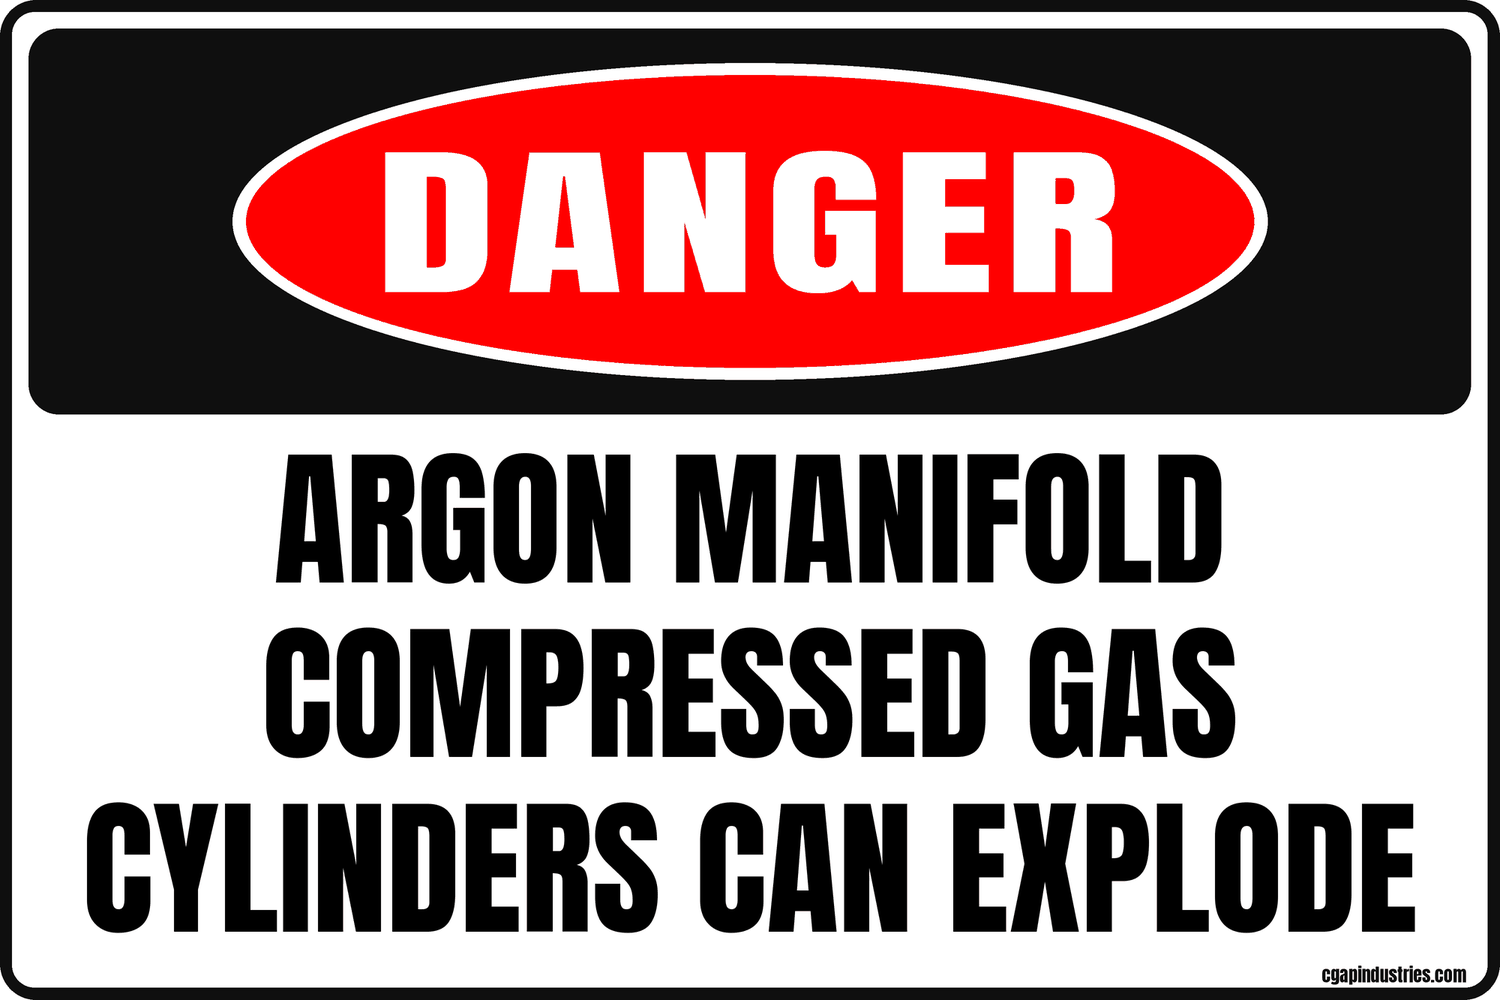 DANGER
ARGON MANIFOLD
COMPRESSED GAS
CYLINDERS CAN EXPLODE
cgapindustries.com